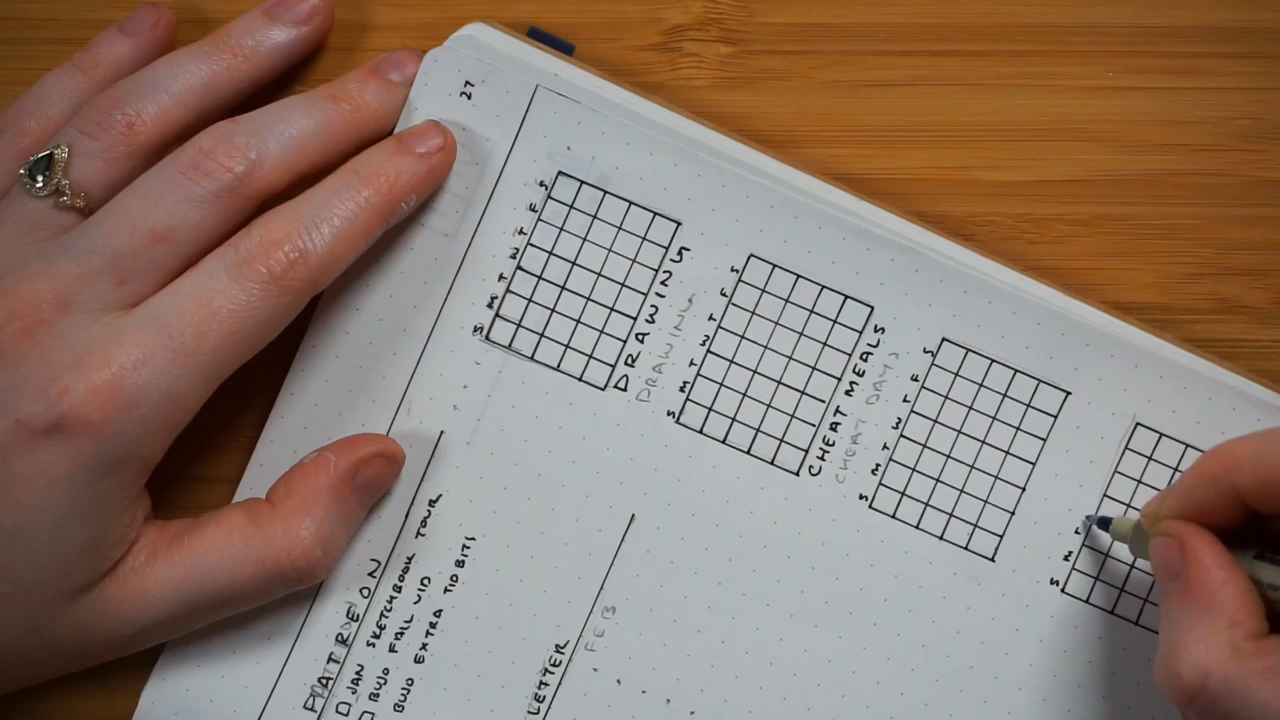 27
S M T W T F S
DRAWING
DRAWING
S M T W T F S
CHEAT MEALS
CHEAT DAYS
S M T W T F S
S M T
PATREON
JAN SKETCHBOOK TOUR
BUJO FALL VID
BUJO EXTRA TIDBITS
LETTER
FEB